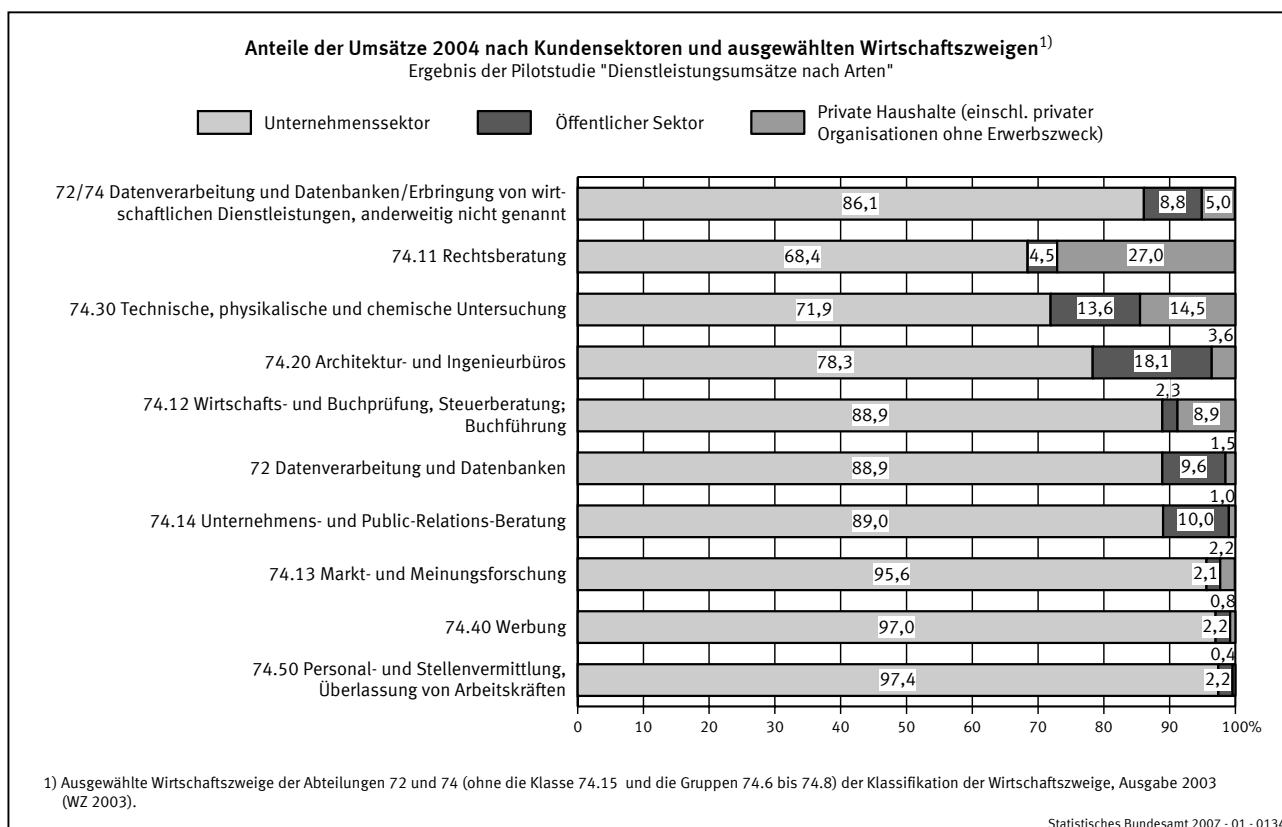 Anteile der Umsätze 2004 nach Kundensektoren und ausgewählten Wirtschaftszweigen1)
Ergebnis der Pilotstudie "Dienstleistungsumsätze nach Arten"
Unternehmenssektor
Öffentlicher Sektor
Private Haushalte (einschl. privater
Organisationen ohne Erwerbszweck)
72/74 Datenverarbeitung und Datenbanken/Erbringung von wirt-
schaftlichen Dienstleistungen, anderweitig nicht genannt
86,1 8,8 5,0
74.11 Rechtsberatung
68,4 4,5 27,0
74.30 Technische, physikalische und chemische Untersuchung
71,9 13,6 14,5
3,6
74.20 Architektur- und Ingenieurbüros
78,3 18,1
2,3
74.12 Wirtschafts- und Buchprüfung, Steuerberatung;
Buchführung
88,9 8,9
1,5
72 Datenverarbeitung und Datenbanken
88,9 9,6
1,0
74.14 Unternehmens- und Public-Relations-Beratung
89,0 10,0
2,2
74.13 Markt- und Meinungsforschung
95,6 2,1
0,8
74.40 Werbung
97,0 2,2
0,4
74.50 Personal- und Stellenvermittlung,
Überlassung von Arbeitskräften
97,4 2,2
0 10 20 30 40 50 60 70 80 90 100%
1) Ausgewählte Wirtschaftszweige der Abteilungen 72 und 74 (ohne die Klasse 74.15 und die Gruppen 74.6 bis 74.8) der Klassifikation der Wirtschaftszweige, Ausgabe 2003
(WZ 2003).
Statistisches Bundesamt 2007 - 01 - 0134